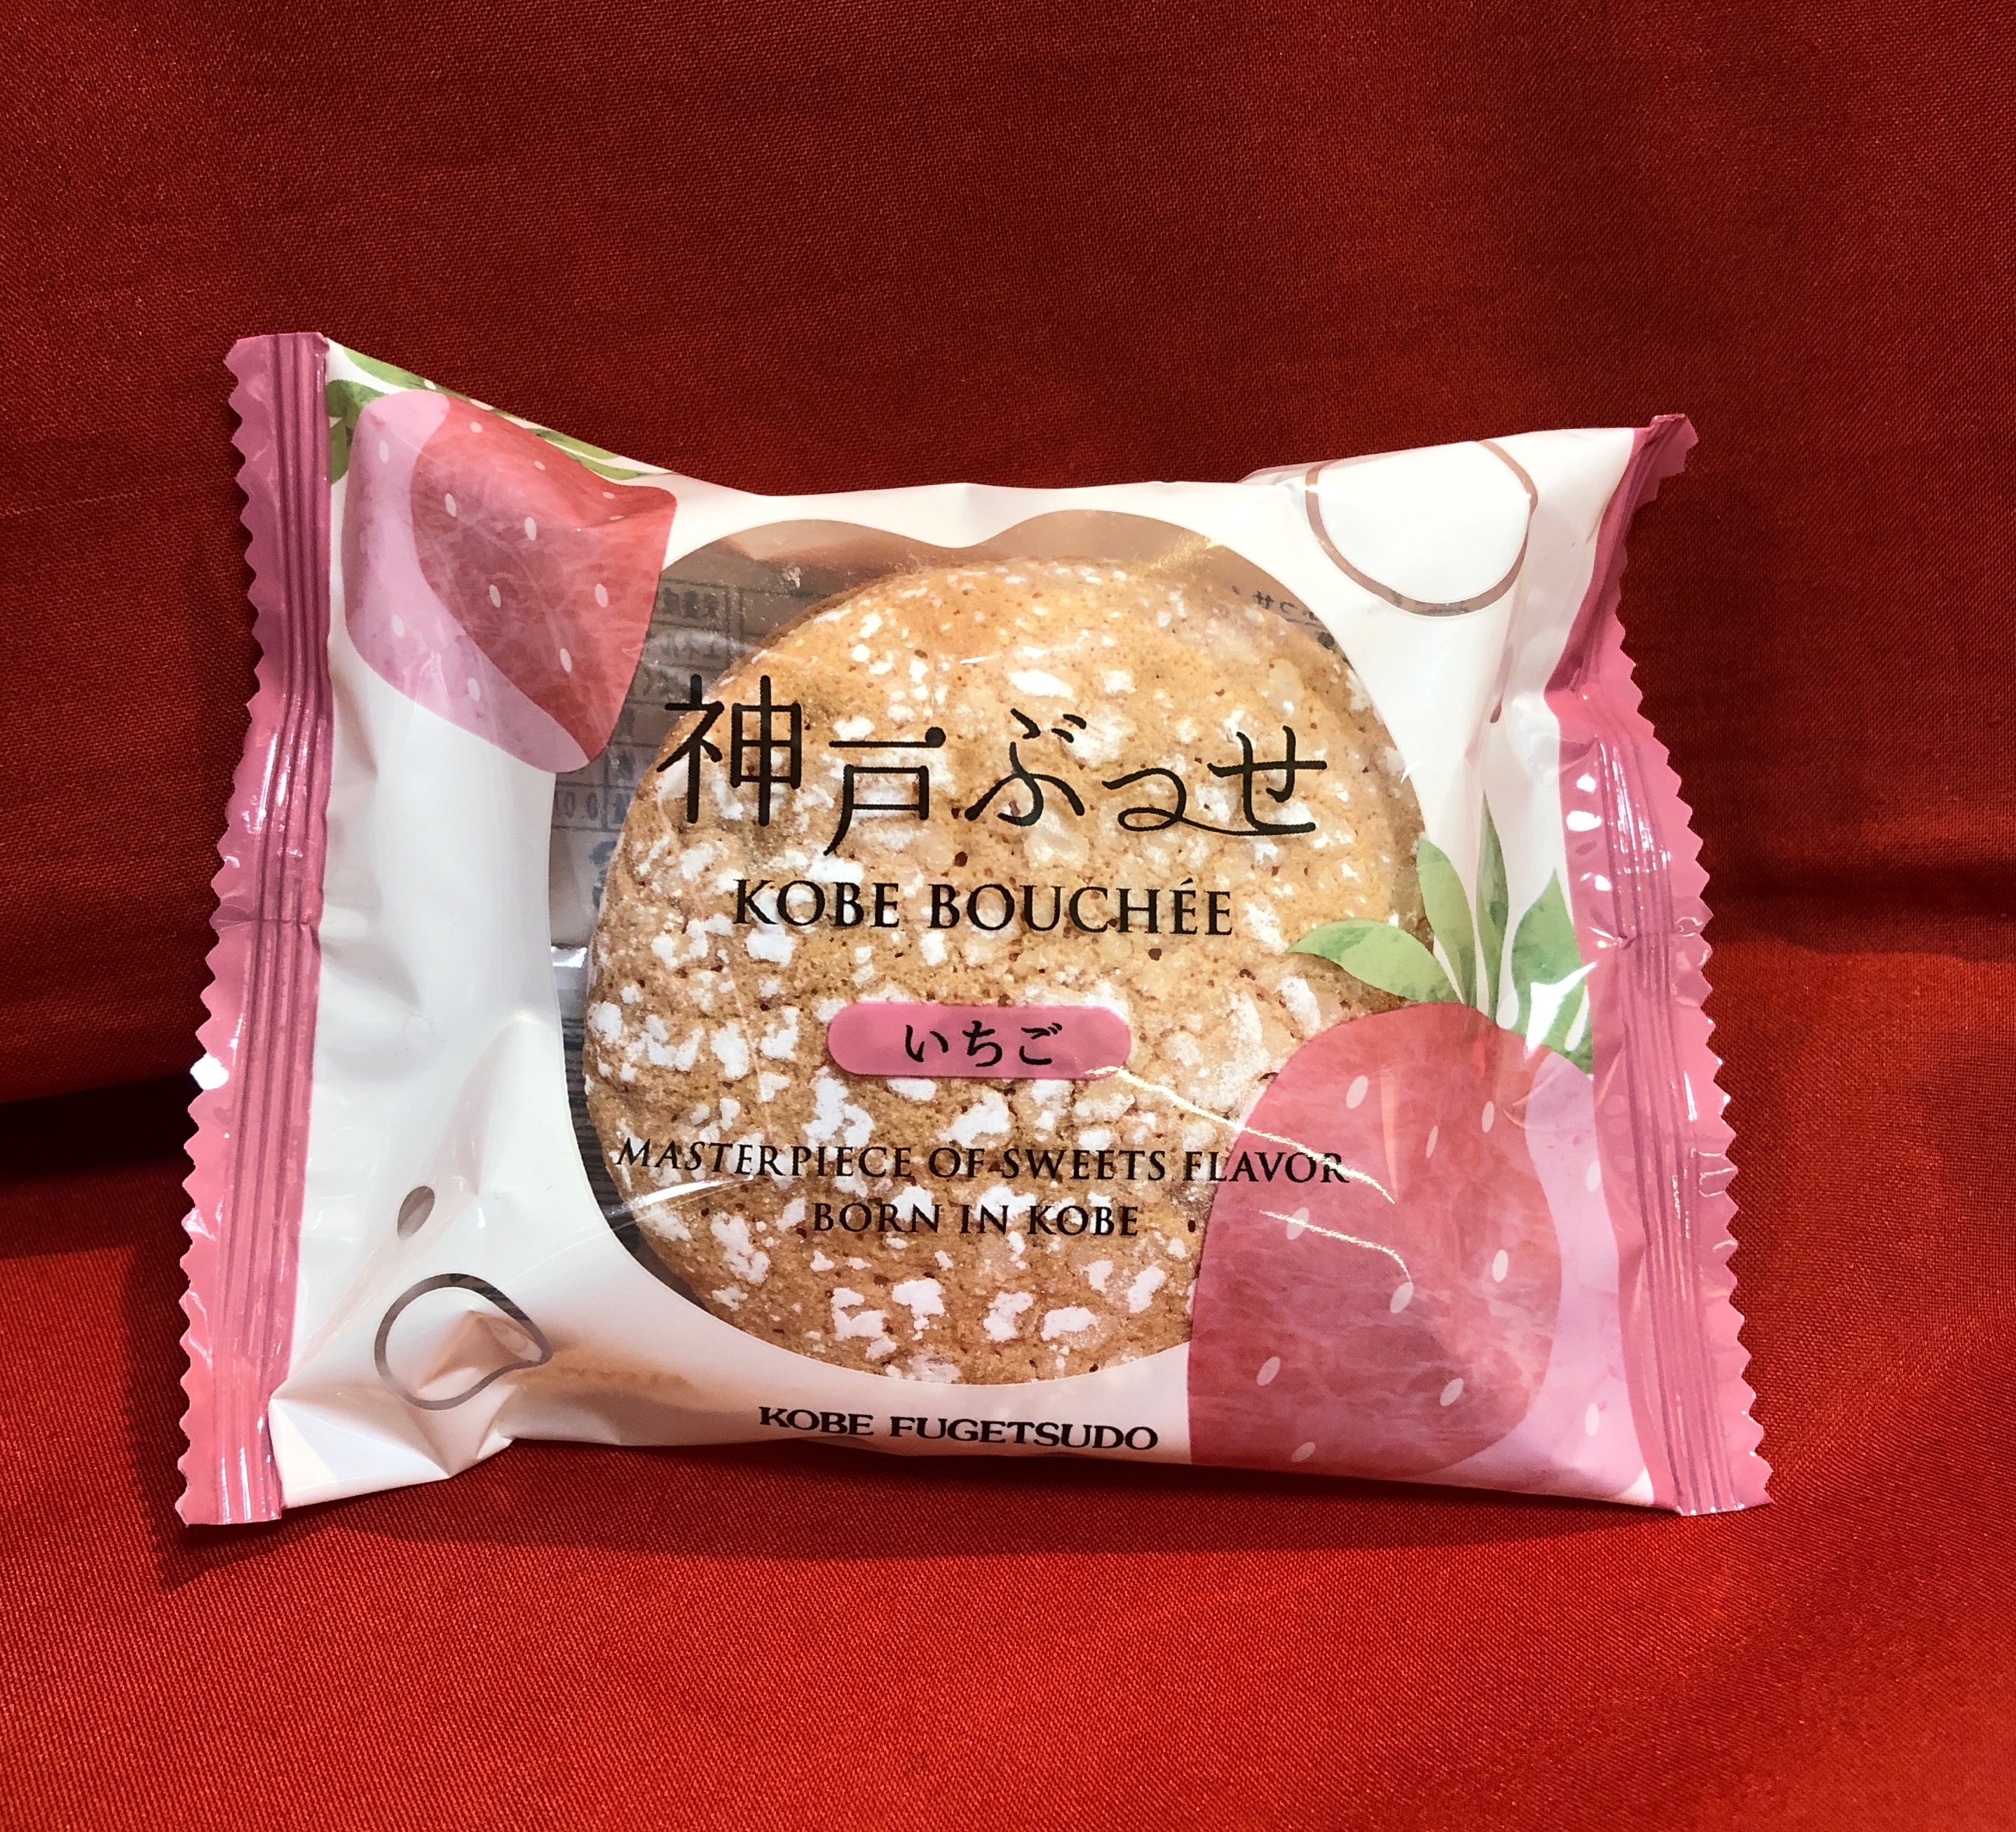 神戸ぶっせ
KOBE BOUCHÉE
いちご
MASTERPIECE OF SWEETS FLAVOR
BORN IN KOBE
KOBE FUGETSUDO